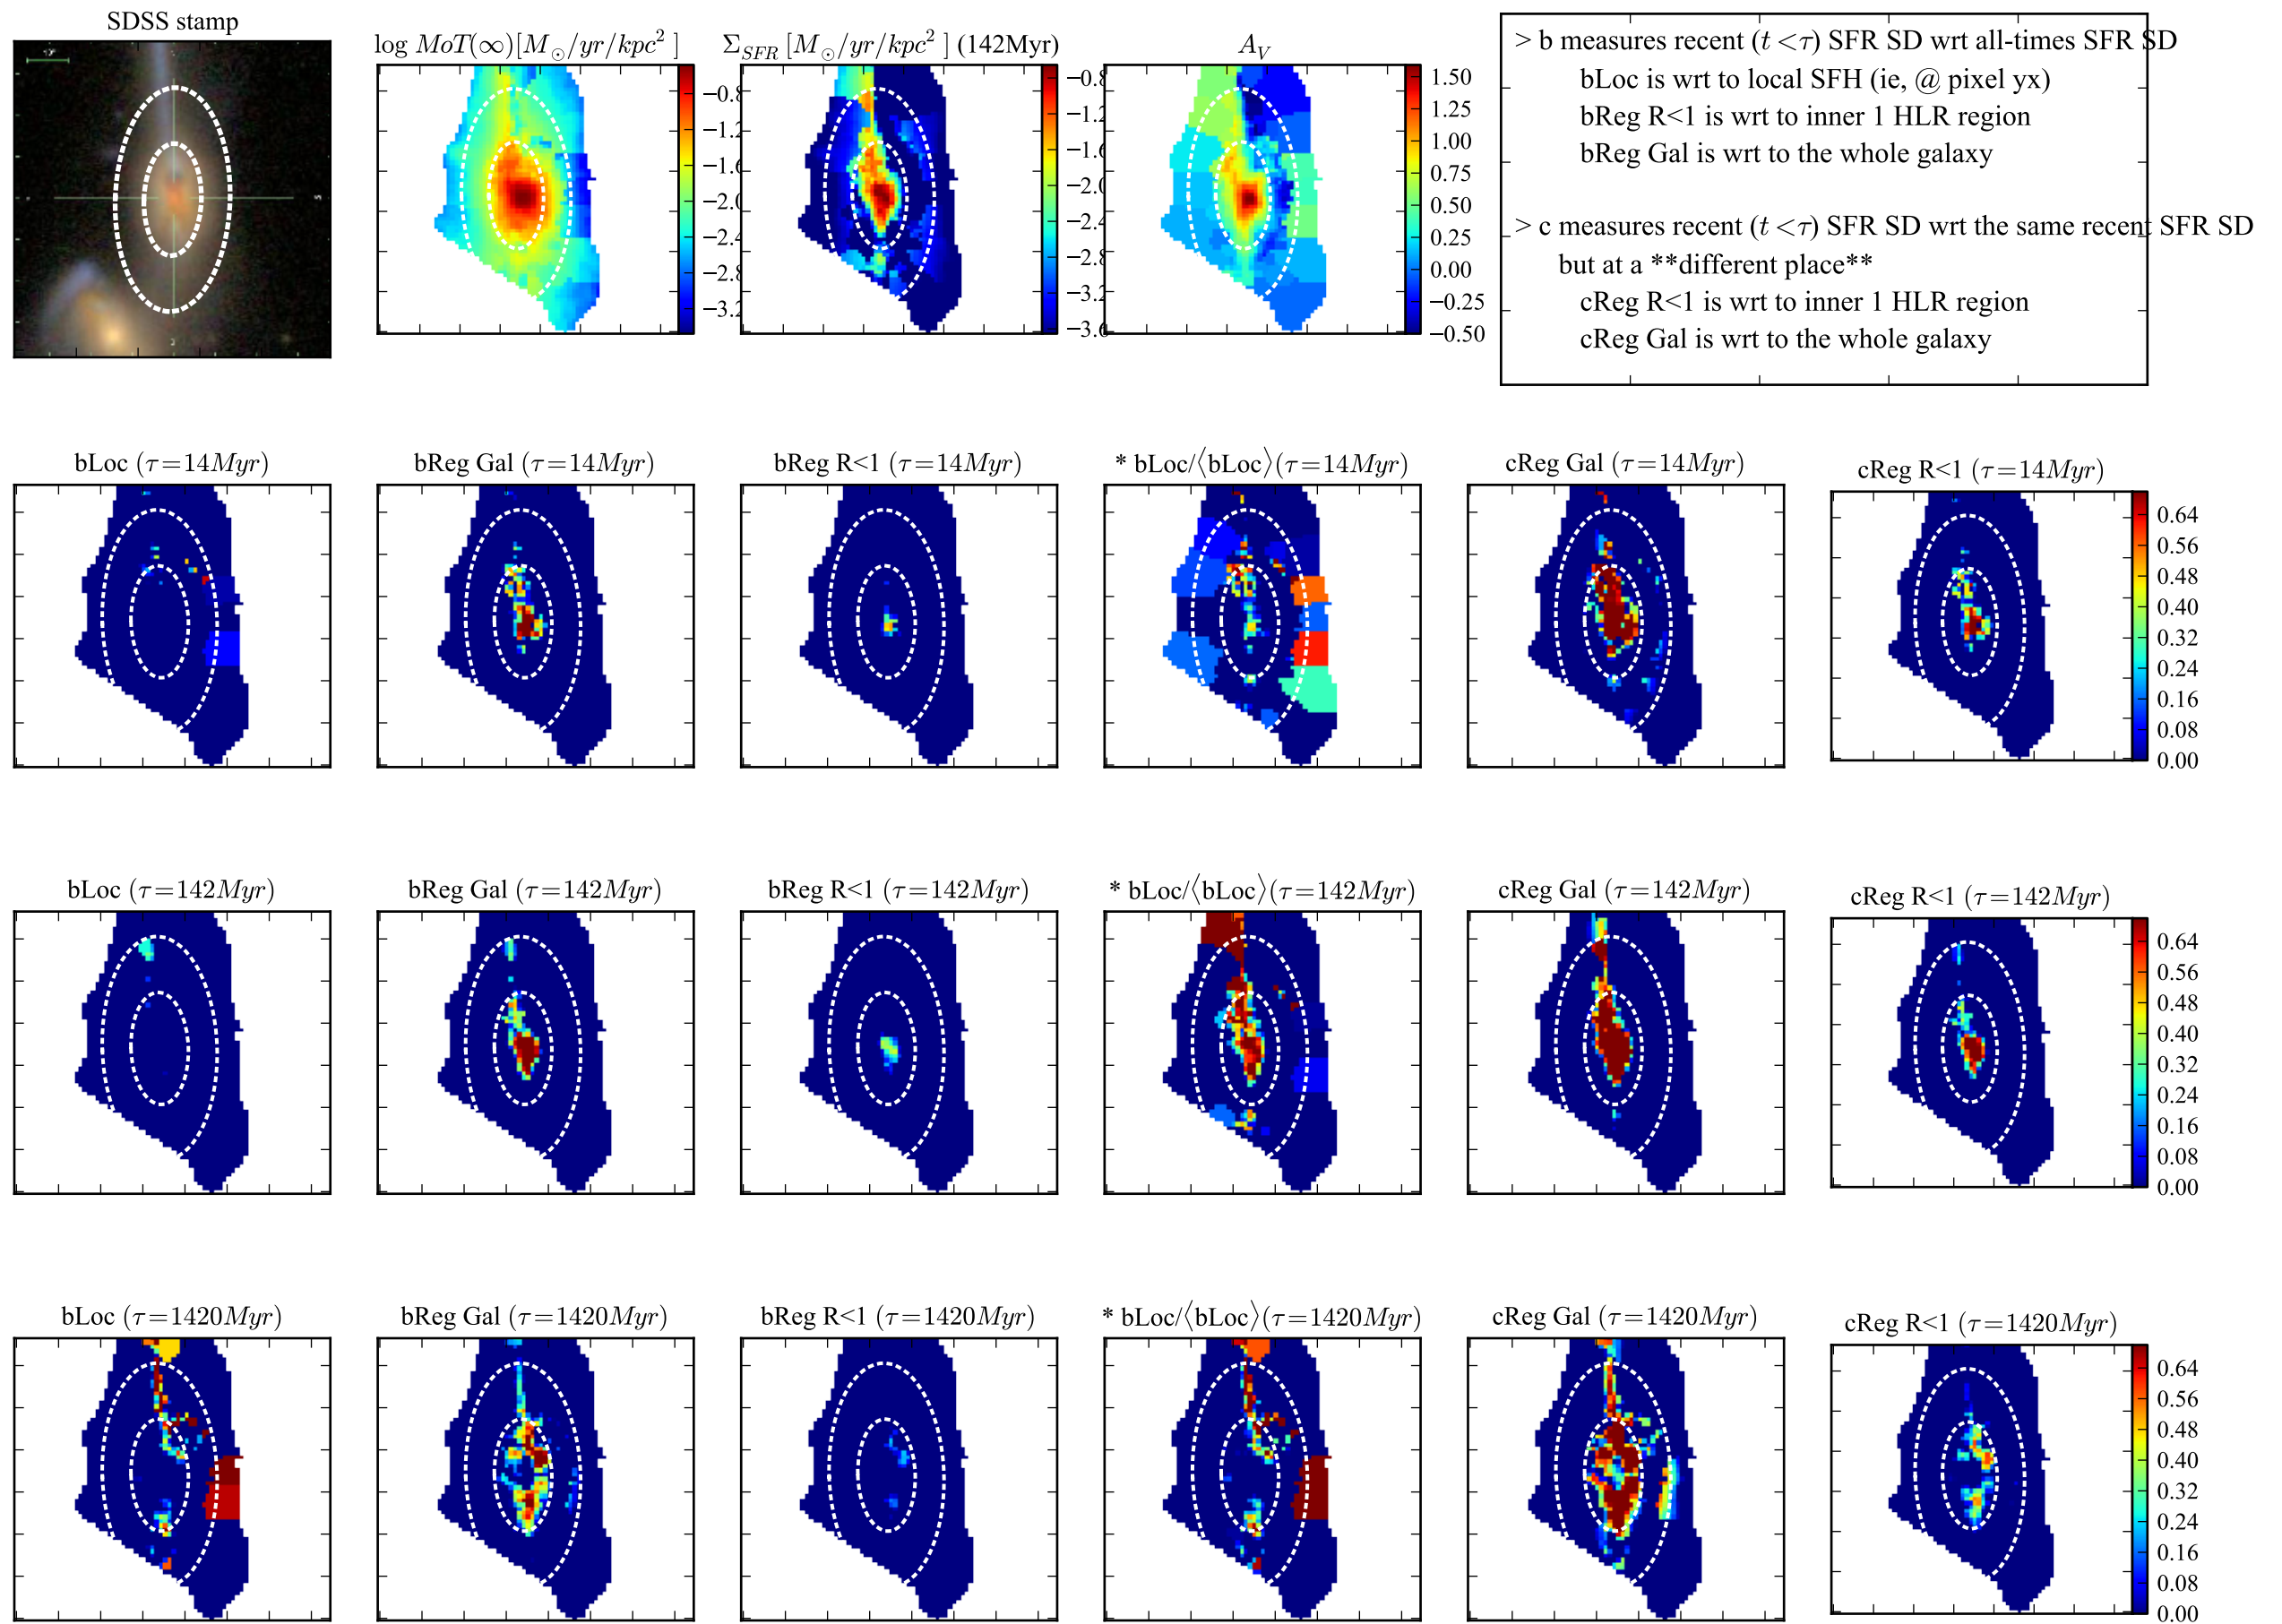 SDSS stamp
log MoT(∞)[M☉/yr/kpc²]
Σ_SFR [M☉/yr/kpc²] (142Myr)
A_V
−0.8
−1.2
−1.6
−2.0
−2.4
−2.8
−3.2
−0.8
−1.2
−1.6
−2.0
−2.4
−2.8
−3.2
−3.6
1.50
1.25
1.00
0.75
0.50
0.25
0.00
−0.25
−0.50
> b measures recent (t <τ) SFR SD wrt all-times SFR SD
bLoc is wrt to local SFH (ie, @ pixel yx)
bReg R<1 is wrt to inner 1 HLR region
bReg Gal is wrt to the whole galaxy
> c measures recent (t <τ) SFR SD wrt the same recent SFR SD
but at a **different place**
cReg R<1 is wrt to inner 1 HLR region
cReg Gal is wrt to the whole galaxy
bLoc (τ=14Myr)
bReg Gal (τ=14Myr)
bReg R<1 (τ=14Myr)
* bLoc/⟨bLoc⟩(τ=14Myr)
cReg Gal (τ=14Myr)
cReg R<1 (τ=14Myr)
0.64
0.56
0.48
0.40
0.32
0.24
0.16
0.08
0.00
bLoc (τ=142Myr)
bReg Gal (τ=142Myr)
bReg R<1 (τ=142Myr)
* bLoc/⟨bLoc⟩(τ=142Myr)
cReg Gal (τ=142Myr)
cReg R<1 (τ=142Myr)
0.64
0.56
0.48
0.40
0.32
0.24
0.16
0.08
0.00
bLoc (τ=1420Myr)
bReg Gal (τ=1420Myr)
bReg R<1 (τ=1420Myr)
* bLoc/⟨bLoc⟩(τ=1420Myr)
cReg Gal (τ=1420Myr)
cReg R<1 (τ=1420Myr)
0.64
0.56
0.48
0.40
0.32
0.24
0.16
0.08
0.00